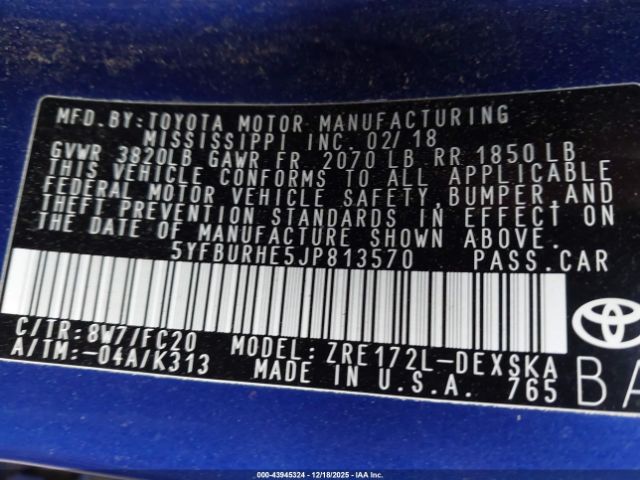 MFD.BY:TOYOTA MOTOR MANUFACTURING
MISSISSIPPI INC. 02/18
GVWR 3820LB GAWR FR 2070 LB RR 1850 LB
THIS VEHICLE CONFORMS TO ALL APPLICABLE
FEDERAL MOTOR VEHICLE SAFETY,BUMPER,AND
THEFT PREVENTION STANDARDS IN EFFECT ON
THE DATE OF MANUFACTURE SHOWN ABOVE.
5YFBURHE5JP813570 PASS.CAR
C/TR:8W7/FC20
A/TM:-04A/K313
MODEL: ZRE172L-DEXSKA
MADE IN U.S.A. 765
BA
000-43945324 | 12/18/2025 - IAA Inc.